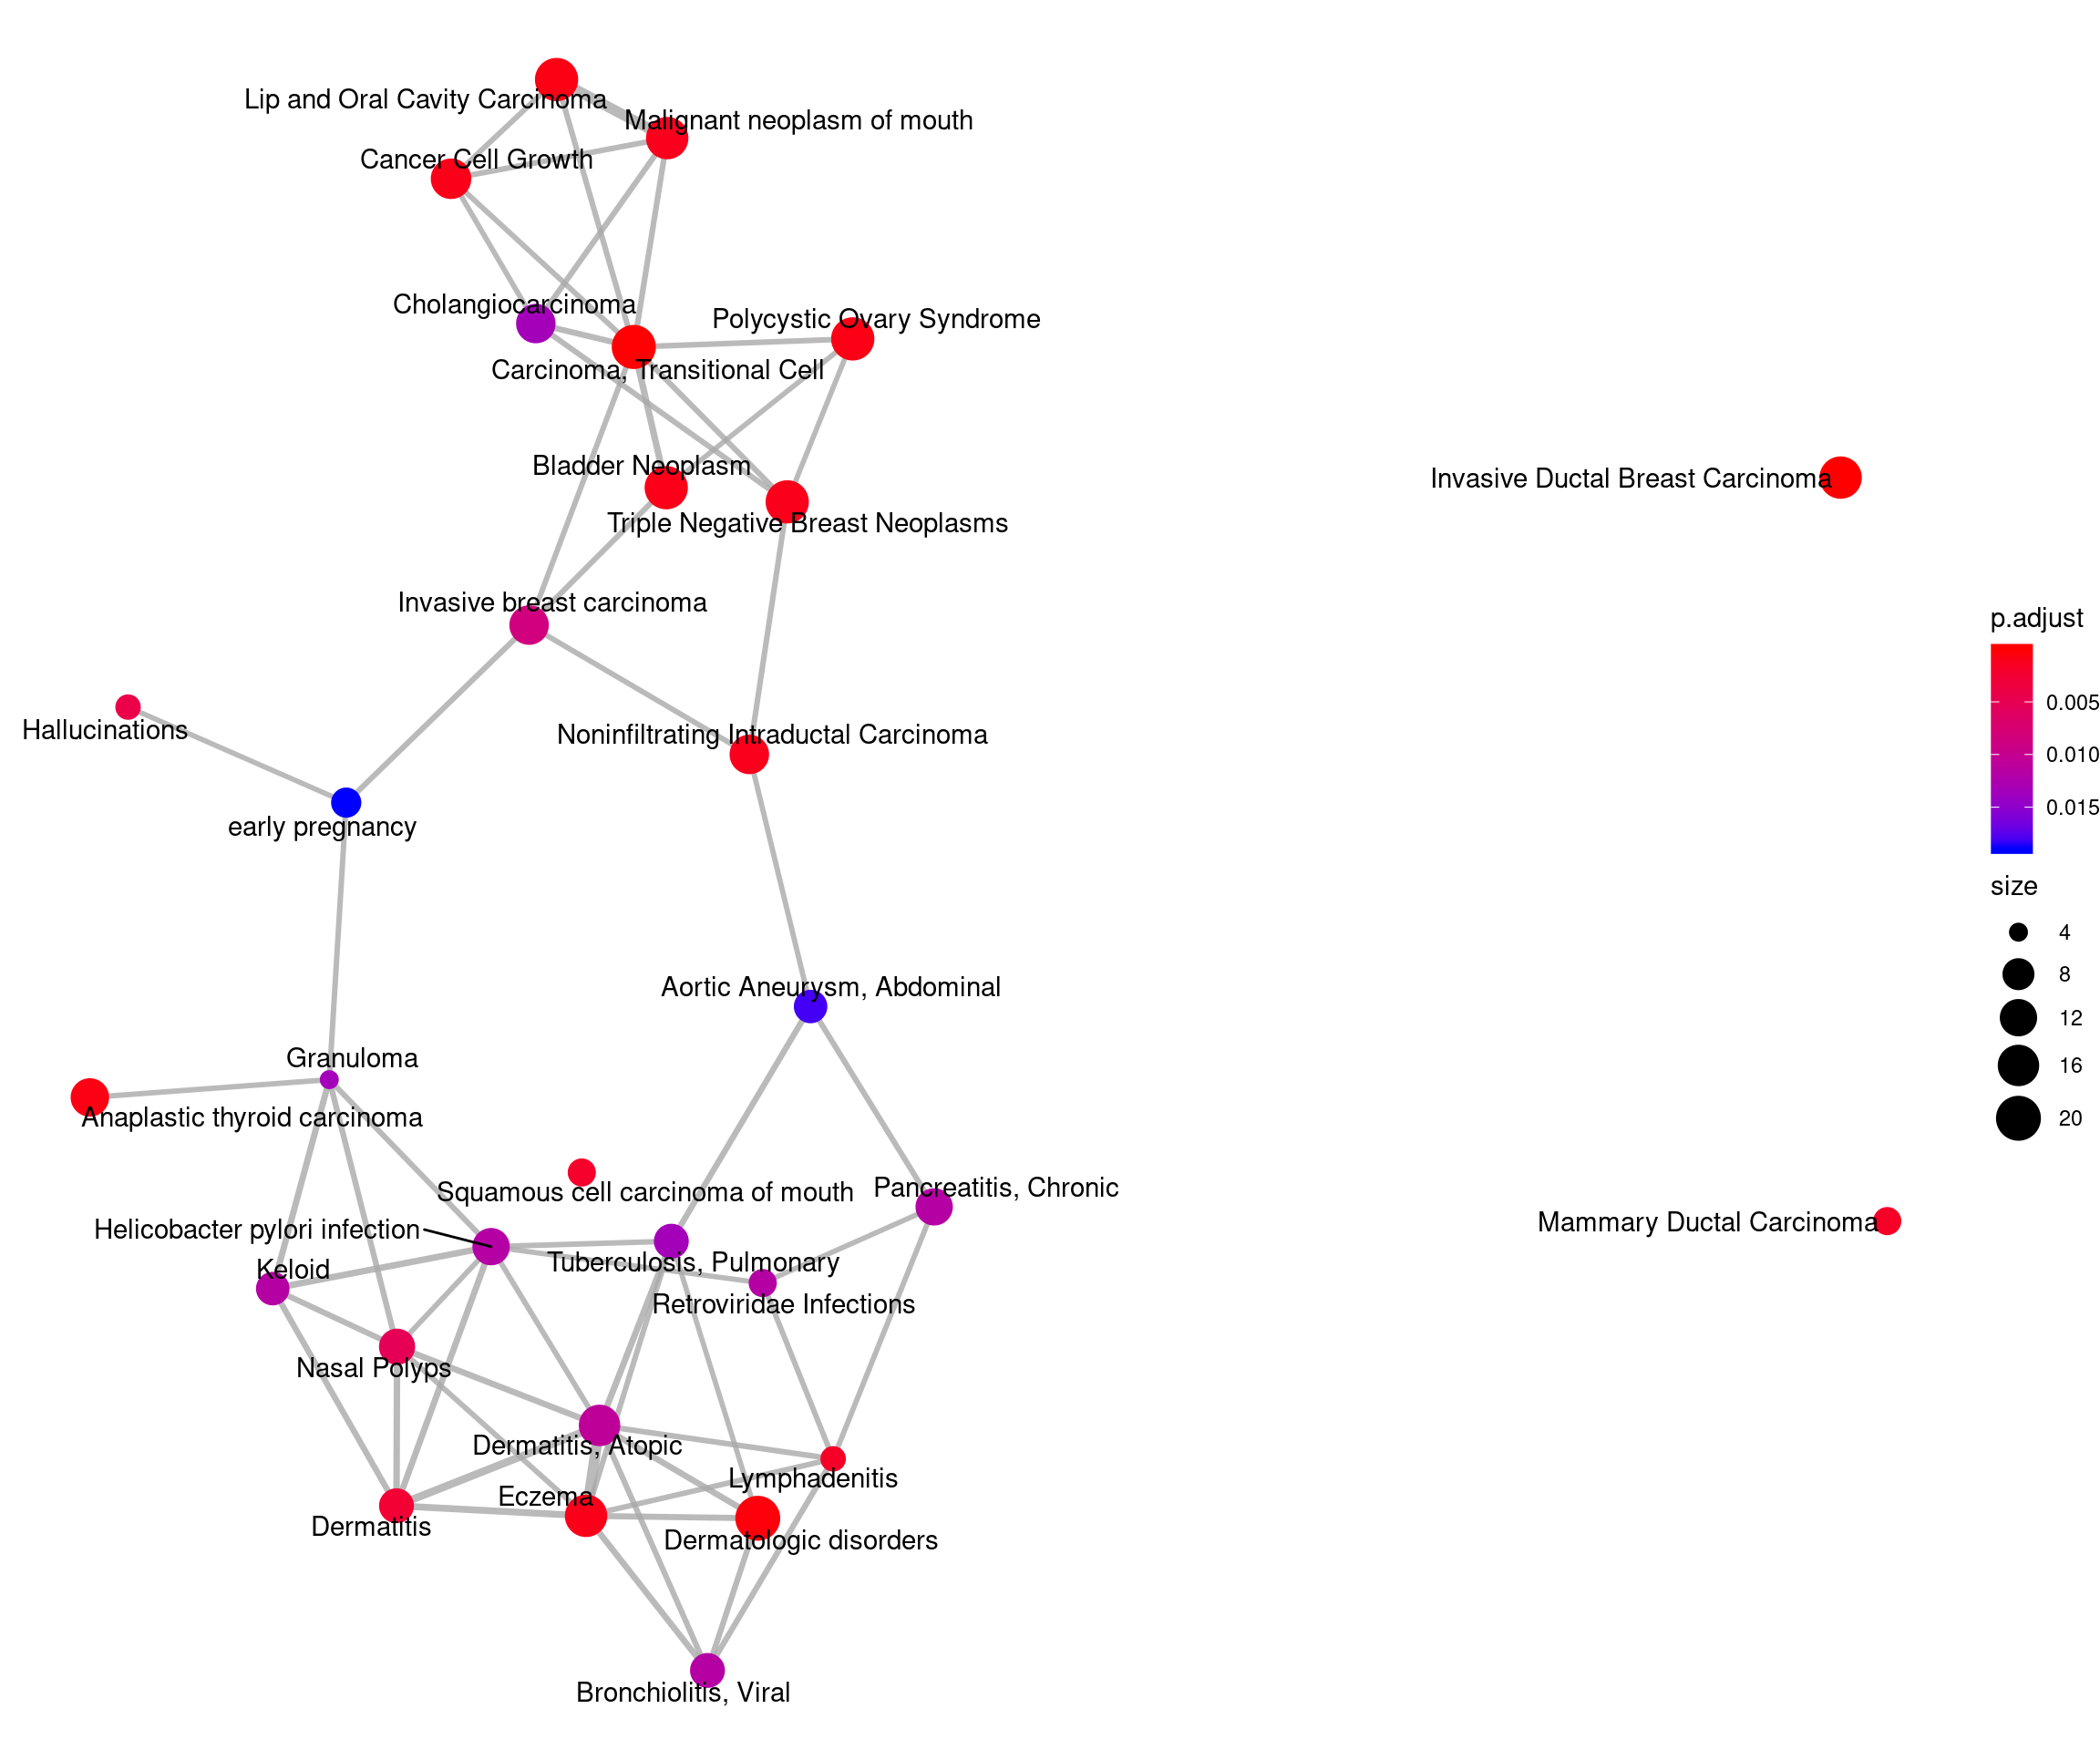 Lip and Oral Cavity Carcinoma
Malignant neoplasm of mouth
Cancer Cell Growth
Cholangiocarcinoma
Polycystic Ovary Syndrome
Carcinoma, Transitional Cell
Bladder Neoplasm
Invasive Ductal Breast Carcinoma
Triple Negative Breast Neoplasms
Invasive breast carcinoma
Hallucinations
Noninfiltrating Intraductal Carcinoma
early pregnancy
Aortic Aneurysm, Abdominal
Granuloma
Anaplastic thyroid carcinoma
Squamous cell carcinoma of mouth
Pancreatitis, Chronic
Helicobacter pylori infection
Mammary Ductal Carcinoma
Keloid
Tuberculosis, Pulmonary
Retroviridae Infections
Nasal Polyps
Dermatitis, Atopic
Lymphadenitis
Eczema
Dermatitis
Dermatologic disorders
Bronchiolitis, Viral
p.adjust
0.005
0.010
0.015
size
4
8
12
16
20